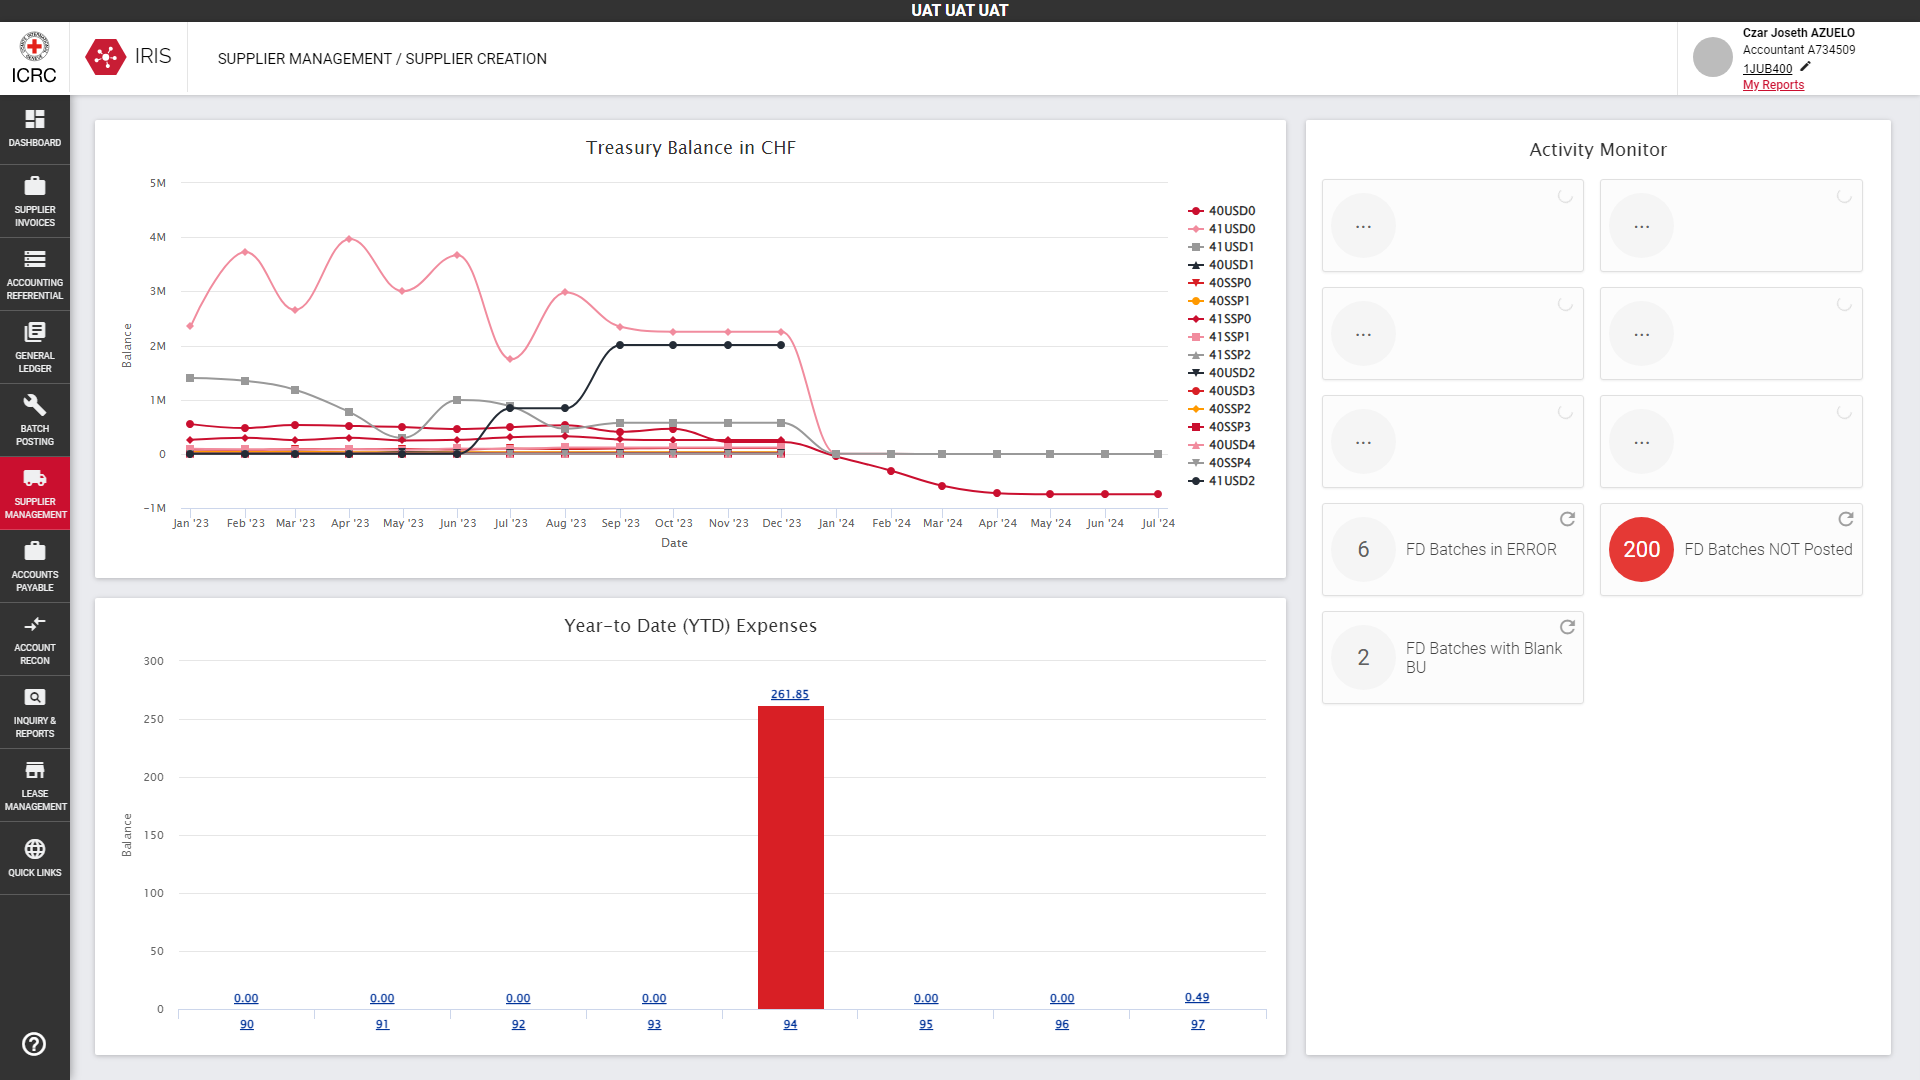 UAT UAT UAT
ICRC
IRIS
SUPPLIER MANAGEMENT / SUPPLIER CREATION
Czar Joseth AZUELO
Accountant A734509
1JUB400
My Reports
DASHBOARD
SUPPLIER
INVOICES
ACCOUNTING
REFERENTIAL
GENERAL
LEDGER
BATCH
POSTING
SUPPLIER
MANAGEMENT
ACCOUNTS
PAYABLE
ACCOUNT
RECON
INQUIRY &
REPORTS
LEASE
MANAGEMENT
QUICK LINKS
Treasury Balance in CHF
Balance
5M
4M
3M
2M
1M
0
-1M
Jan '23 Feb '23 Mar '23 Apr '23 May '23 Jun '23 Jul '23 Aug '23 Sep '23 Oct '23 Nov '23 Dec '23 Jan '24 Feb '24 Mar '24 Apr '24 May '24 Jun '24 Jul '24
Date
40USD0
41USD0
41USD1
40USD1
40SSP0
40SSP1
41SSP0
41SSP1
41SSP2
40USD2
40USD3
40SSP2
40SSP3
40USD4
40SSP4
41USD2
Year-to Date (YTD) Expenses
Balance
300
250
200
150
100
50
0
0.00 0.00 0.00 0.00 261.85 0.00 0.00 0.49
90 91 92 93 94 95 96 97
Activity Monitor
... ...
... ...
... ...
6 FD Batches in ERROR
200 FD Batches NOT Posted
2 FD Batches with Blank
BU